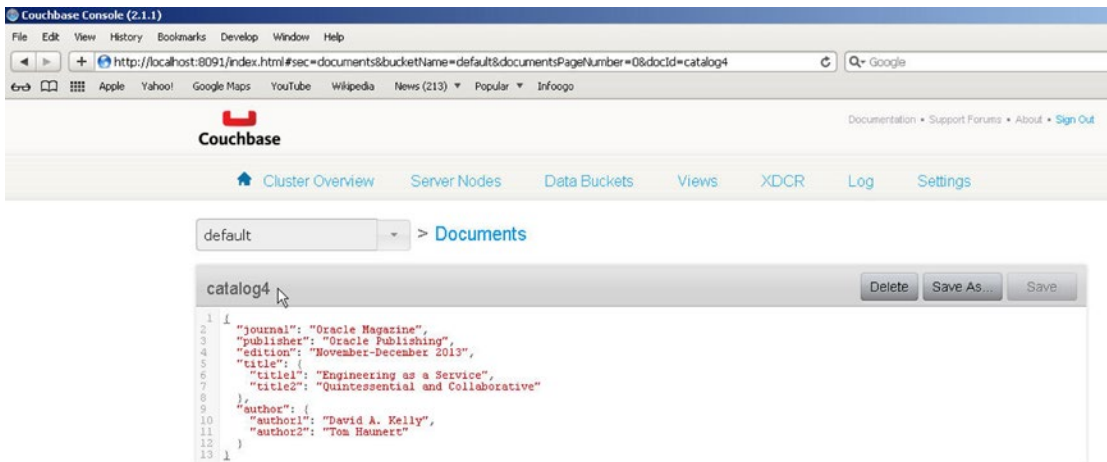 Couchbase Console (2.1.1)
File Edit View History Bookmarks Develop Window Help
http://localhost:8091/index.html#sec=documents&bucketName=default&documentsPageNumber=0&docId=catalog4
Google
Apple Yahoo! Google Maps YouTube Wikipedia News (213) Popular Infoogo
Couchbase
Documentation • Support Forums • About • Sign Out
Cluster Overview Server Nodes Data Buckets Views XDCR Log Settings
default > Documents
catalog4 Delete Save As... Save
1 {
2 "journal": "Oracle Magazine",
3 "publisher": "Oracle Publishing",
4 "edition": "November-December 2013",
5 "title": {
6 "title1": "Engineering as a Service",
7 "title2": "Quintessential and Collaborative"
8 },
9 "author": {
10 "author1": "David A. Kelly",
11 "author2": "Tom Haunert"
12 }
13 }